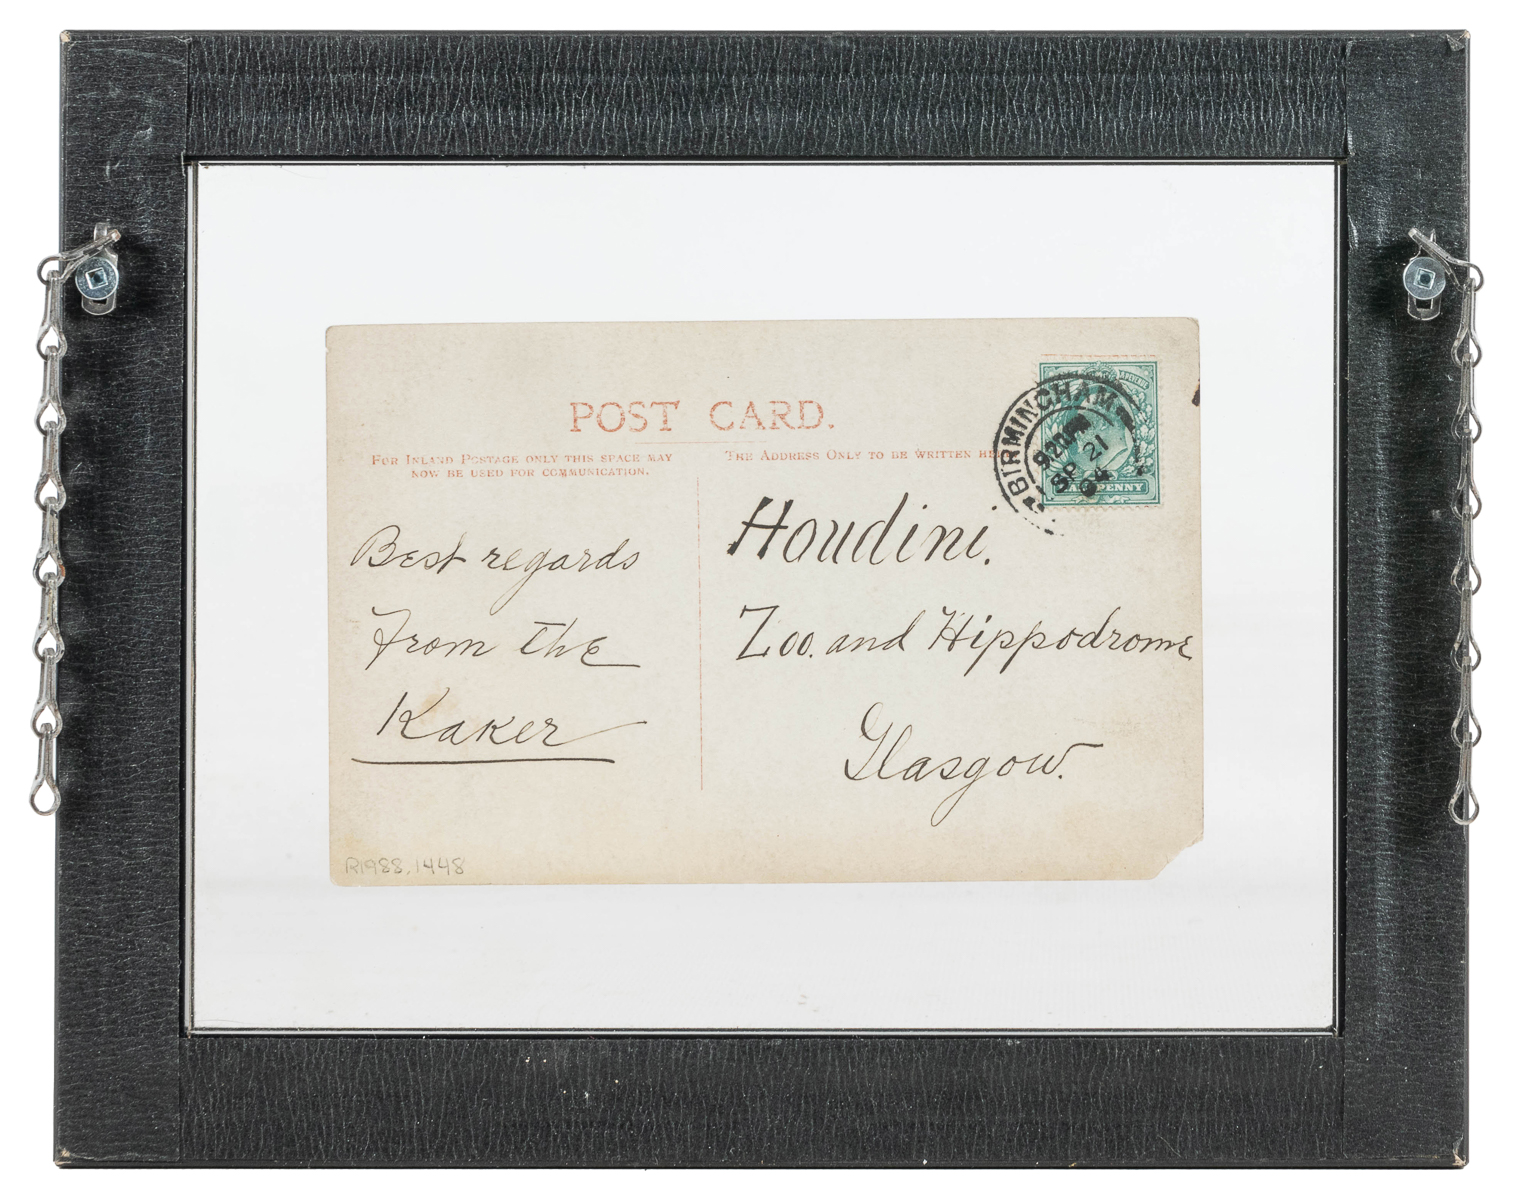 POST CARD.
FOR INLAND POSTAGE ONLY THIS SPACE MAY
NOW BE USED FOR COMMUNICATION.
THE ADDRESS ONLY TO BE WRITTEN
BIRMINGHAM
SP 21
04
HALFPENNY
Best regards
From the
Kaker
Houdini.
Zoo. and Hippodrome
Glasgow.
R1988.1448